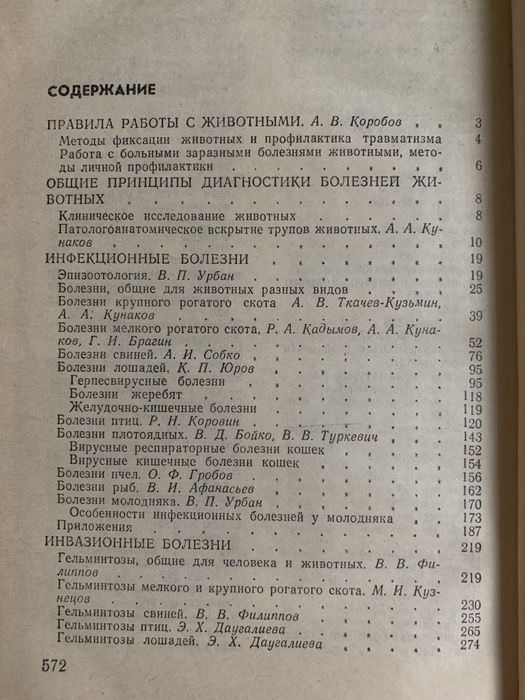 СОДЕРЖАНИЕ
ПРАВИЛА РАБОТЫ С ЖИВОТНЫМИ. А. В. Коробов . . 3
Методы фиксации животных и профилактика травматизма 4
Работа с больными заразными болезнями животными, мето-
ды личной профилактики . . . . . . . . 6
ОБЩИЕ ПРИНЦИПЫ ДИАГНОСТИКИ БОЛЕЗНЕЙ ЖИ-
ВОТНЫХ . . . . . . . . . . . . 8
Клиническое исследование животных . . . . . . 8
Патологоанатомическое вскрытие трупов животных. А. А. Ку-
наков . . . . . . . . . . . . . 10
ИНФЕКЦИОННЫЕ БОЛЕЗНИ . . . . . . . . 19
Эпизоотология. В. П. Урбан . . . . . . . . 19
Болезни, общие для животных разных видов . . . . 25
Болезни крупного рогатого скота А. В. Ткачев-Кузьмин,
А. А. Кунаков . . . . . . . . . . 39
Болезни мелкого рогатого скота. Р. А. Кадымов, А. А. Куна-
ков, Г. И. Брагин . . . . . . . . . . 52
Болезни свиней. А. И. Собко . . . . . . . . 76
Болезни лошадей. К. П. Юров . . . . . . . 95
Герпесвирусные болезни . . . . . . . . 95
Болезни жеребят . . . . . . . . . . 118
Желудочно-кишечные болезни . . . . . . . 119
Болезни птиц. Р. Н. Коровин . . . . . . . . 120
Болезни плотоядных. В. Д. Бойко, В. В. Туркевич . . . 143
Вирусные респираторные болезни кошек . . . . 152
Вирусные кишечные болезни кошек . . . . . 154
Болезни пчел. О. Ф. Гробов . . . . . . . . 156
Болезни рыб. В. И. Афанасьев . . . . . . . 162
Болезни молодняка. В. П. Урбан . . . . . . . 170
Особенности инфекционных болезней у молодняка . . 173
Приложения . . . . . . . . . . . . 187
ИНВАЗИОННЫЕ БОЛЕЗНИ . . . . . . . . 219
Гельминтозы, общие для человека и животных. В. В. Фи-
липпов . . . . . . . . . . . . . 219
Гельминтозы мелкого и крупного рогатого скота. М. И. Куз-
нецов . . . . . . . . . . . . . 230
Гельминтозы свиней. В. В. Филиппов . . . . . . 255
Гельминтозы птиц. Э. Х. Даугалиева . . . . . . 265
Гельминтозы лошадей. Э. Х. Даугалиева . . . . . 274
572